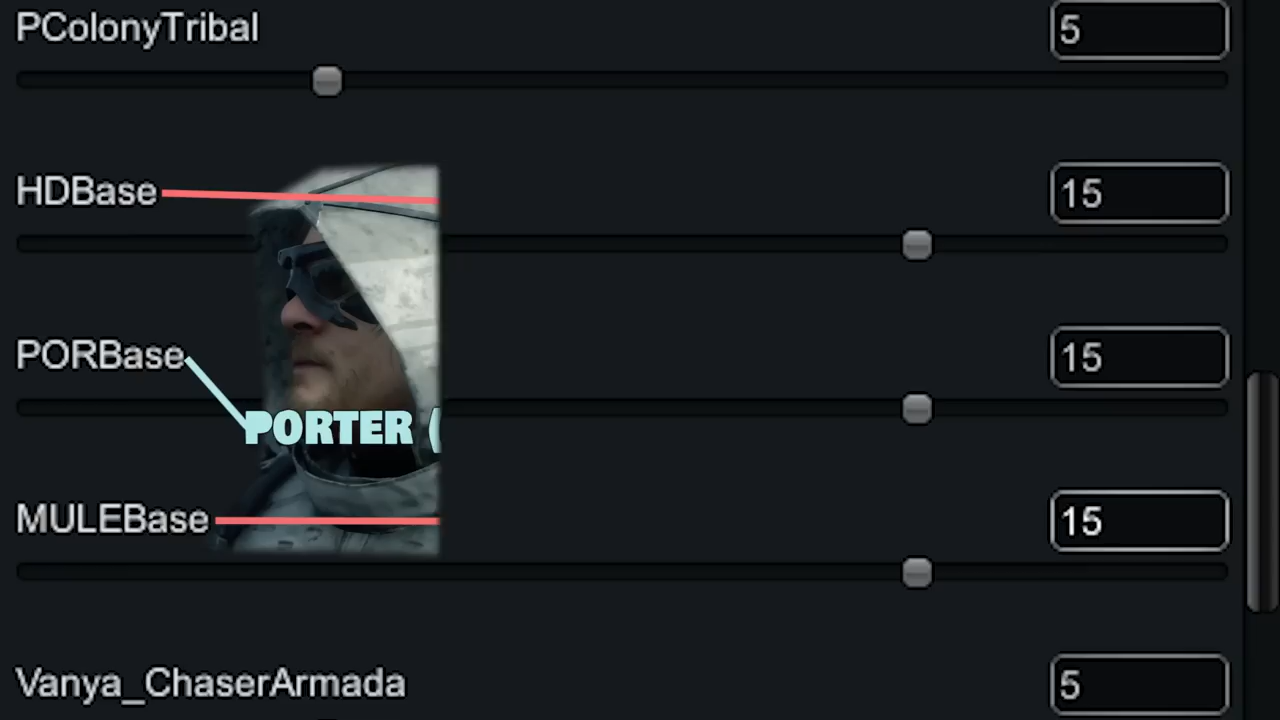 PColonyTribal 5
HDBase 15
PORBase 15
PORTER (
MULEBase 15
Vanya_ChaserArmada 5